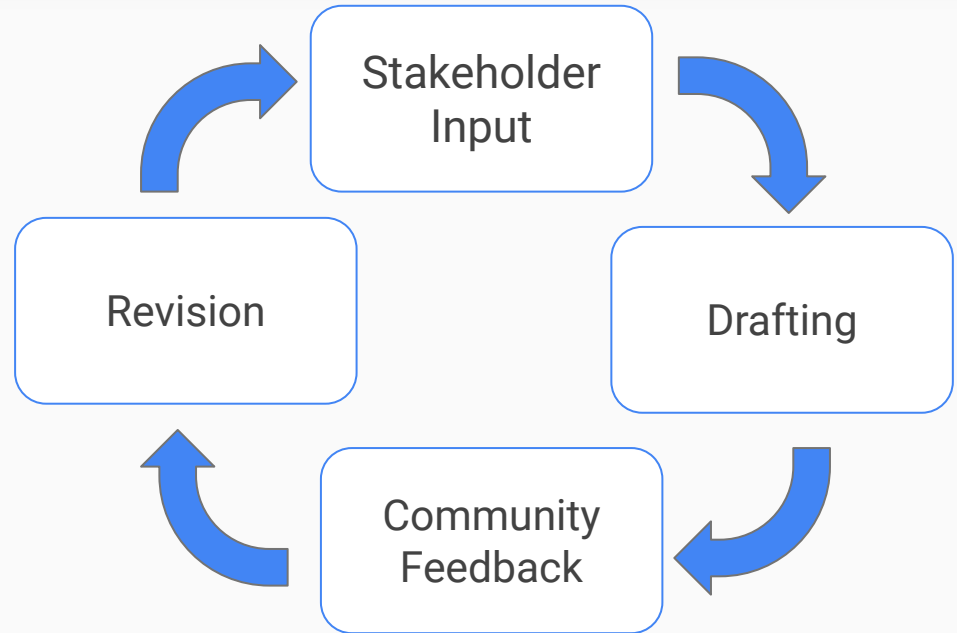 Stakeholder
Input
Revision
Drafting
Community
Feedback